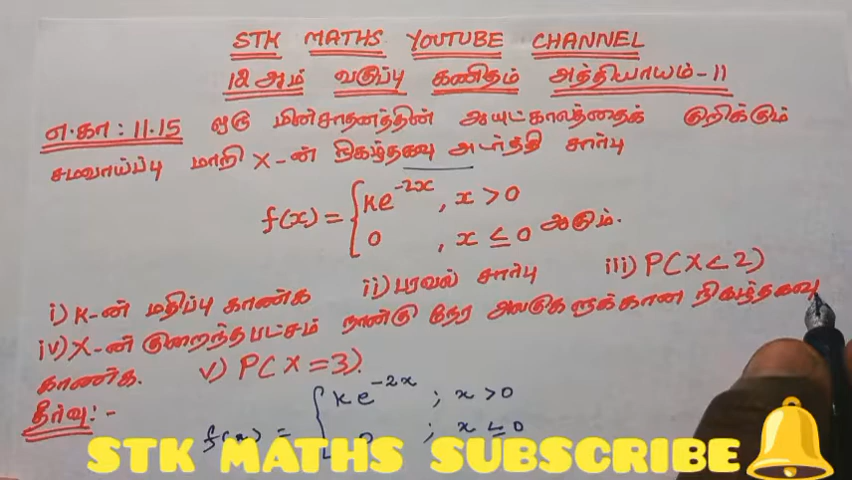 STK MATHS YOUTUBE CHANNEL
12 ஆம் வகுப்பு கணிதம் அத்தியாயம்-11
எ.கா : 11.15 ஒரு மின்சாதனத்தின் ஆயுட்காலத்தைக் குறிக்கும்
சமவாய்ப்பு மாறி X-ன் நிகழ்தகவு அடர்த்தி சார்பு
f(x) = { ke^-2x , x > 0
0 , x ≤ 0 ஆகும்.
i) k-ன் மதிப்பு காண்க ii) பரவல் சார்பு iii) P(X < 2)
iv) X-ன் குறைந்தபட்சம் நான்கு நேர அலகுகளுக்கான நிகழ்தகவு
காண்க. v) P(X = 3).
தீர்வு :-
f(x) = { ke^-2x ; x > 0
0 ; x ≤ 0
STK MATHS SUBSCRIBE